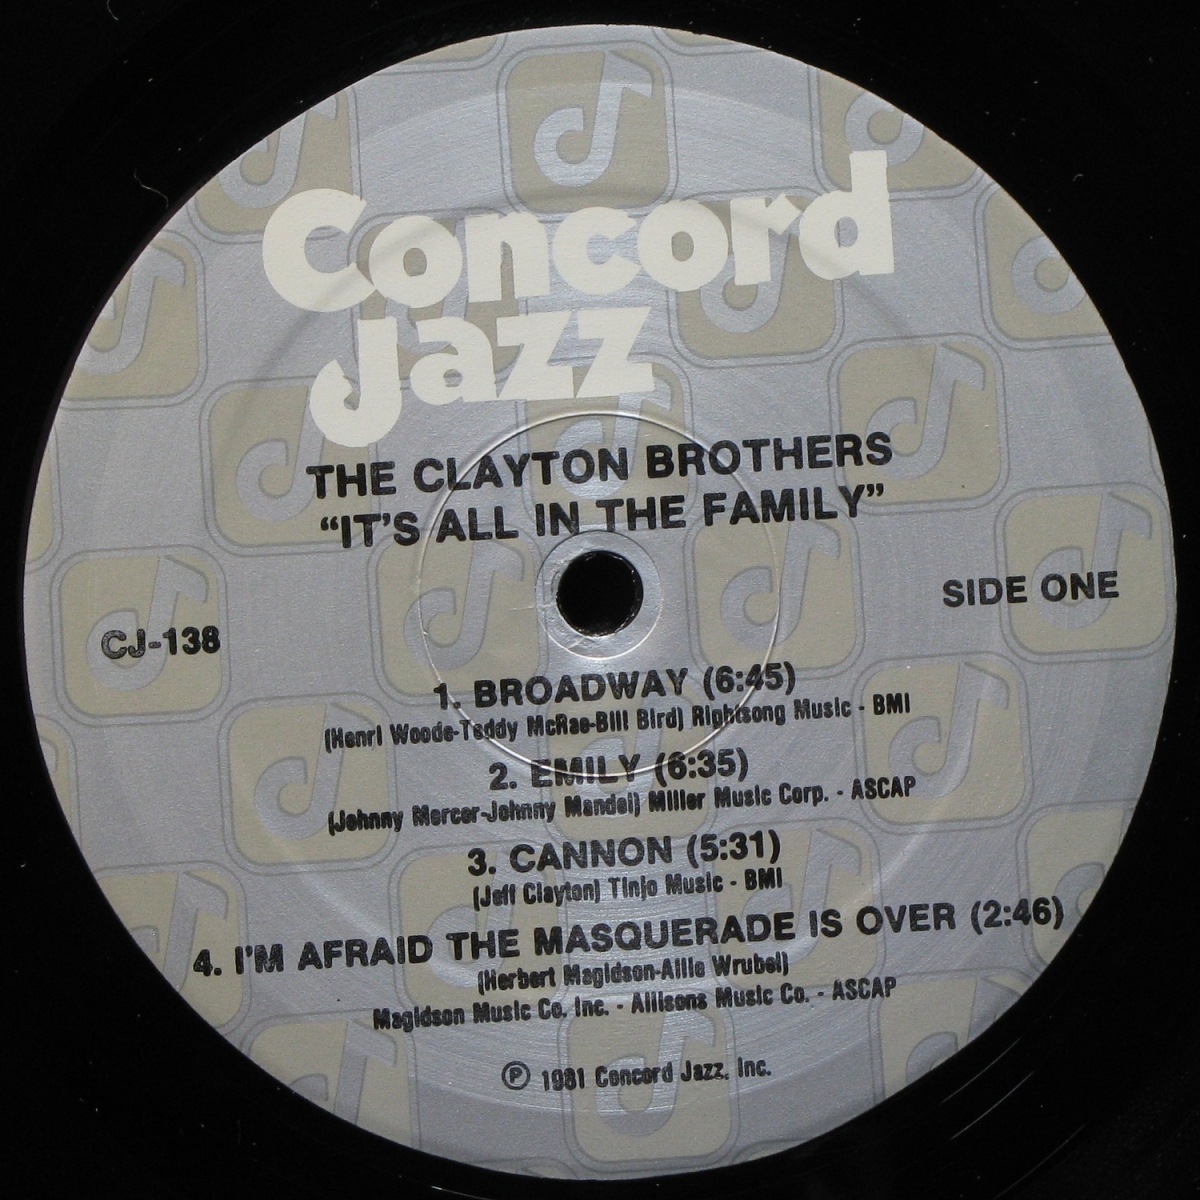 Concord
Jazz
THE CLAYTON BROTHERS
“IT'S ALL IN THE FAMILY”
SIDE ONE
CJ-138
1. BROADWAY (6:45)
(Henri Woode-Teddy McRae-Bill Bird) Rightsong Music - BMI
2. EMILY (6:35)
(Johnny Mercer-Johnny Mandel) Miller Music Corp. - ASCAP
3. CANNON (5:31)
(Jeff Clayton) Tinjo Music - BMI
4. I'M AFRAID THE MASQUERADE IS OVER (2:46)
(Herbert Magidson-Allie Wrubel)
Magidson Music Co. Inc. - Allisons Music Co. - ASCAP
Ⓟ 1981 Concord Jazz, Inc.